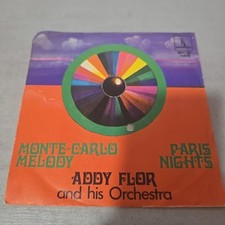 MONTE-CARLO PARIS
MELODY NIGHTS
ADDY FLOR
and his Orchestra